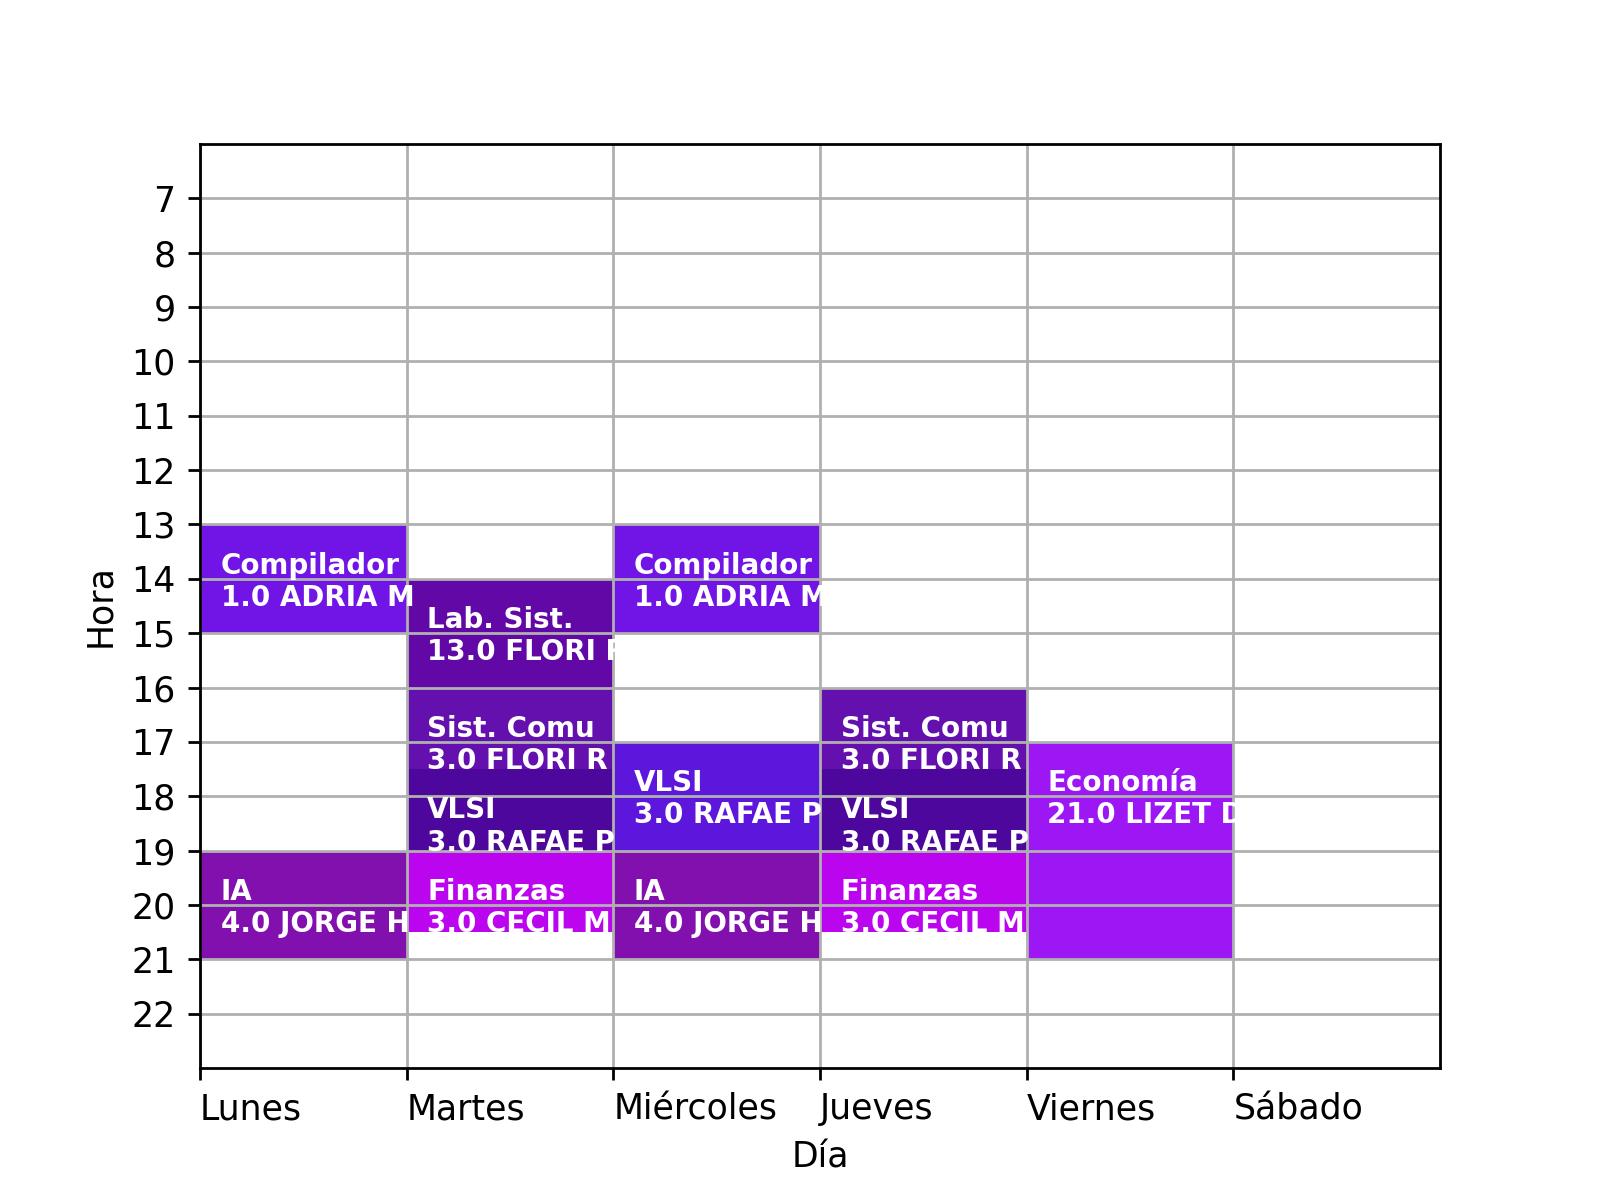 7
8
9
10
11
12
13
14
15
16
17
18
19
20
21
22
Hora
Compilador
1.0 ADRIA M
IA
4.0 JORGE H
Lab. Sist.
13.0 FLORI
Sist. Comu
3.0 FLORI R
VLSI
3.0 RAFAE P
Finanzas
3.0 CECIL M
Compilador
1.0 ADRIA M
VLSI
3.0 RAFAE P
IA
4.0 JORGE H
Sist. Comu
3.0 FLORI R
VLSI
3.0 RAFAE P
Finanzas
3.0 CECIL M
Economía
21.0 LIZET D
Lunes
Martes
Miércoles
Jueves
Viernes
Sábado
Día